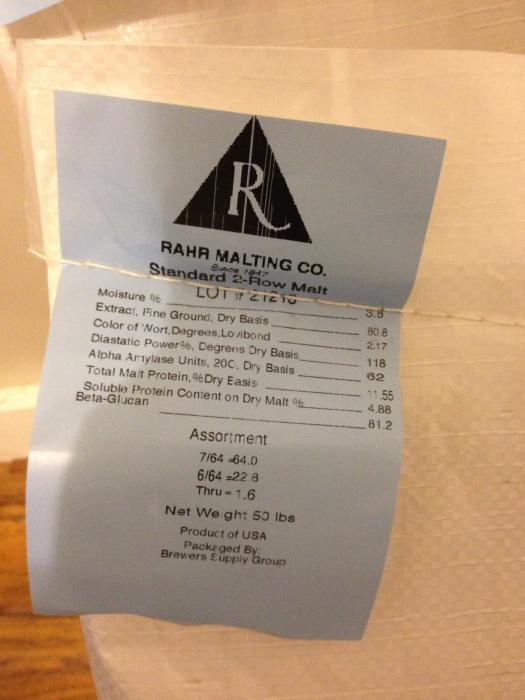 R
RAHR MALTING CO.
Since 1847
Standard 2-Row Malt
LOT #
Moisture % 3.8
Extract, Fine Ground, Dry Basis 80.8
Color of Wort, Degrees, Lovibond 2.17
Diastatic Power%, Degrees Dry Basis 118
Alpha Amylase Units, 20C, Dry Basis 62
Total Malt Protein, %Dry Basis 11.55
Soluble Protein Content on Dry Malt % 4.88
Beta-Glucan 81.2
Assortment
7/64 =64.0
6/64 =22.8
Thru = 1.6
Net Weight 50 lbs
Product of USA
Packaged By:
Brewers Supply Group